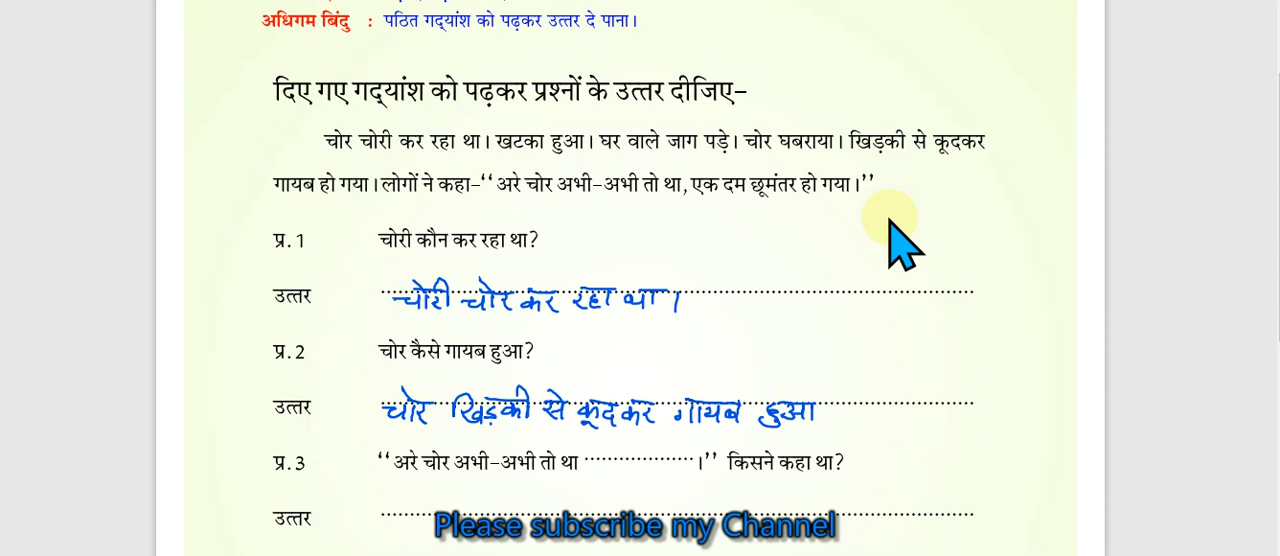 अधिगम बिंदु : पठित गद्यांश को पढ़कर उत्तर दे पाना।
दिए गए गद्यांश को पढ़कर प्रश्नों के उत्तर दीजिए–
चोर चोरी कर रहा था। खटका हुआ। घर वाले जाग पड़े। चोर घबराया। खिड़की से कूदकर
गायब हो गया। लोगों ने कहा–“अरे चोर अभी–अभी तो था, एक दम छूमंतर हो गया।”
प्र.1 चोरी कौन कर रहा था?
उत्तर चोरी चोर कर रहा था।
प्र.2 चोर कैसे गायब हुआ?
उत्तर चोर खिड़की से कूदकर गायब हुआ
प्र.3 “अरे चोर अभी–अभी तो था ...................।” किसने कहा था?
उत्तर
Please subscribe my Channel